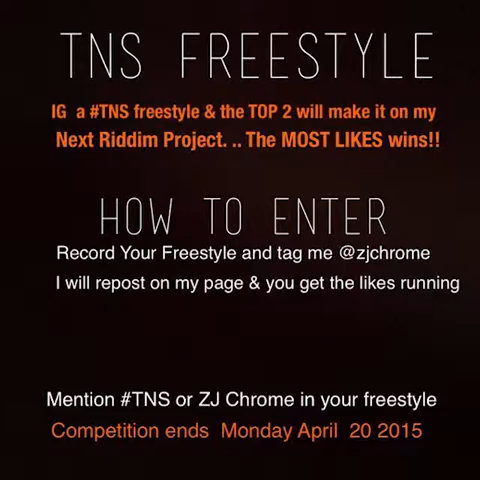 TNS FREESTYLE
IG a #TNS freestyle & the TOP 2 will make it on my
Next Riddim Project. .. The MOST LIKES wins!!
HOW TO ENTER
Record Your Freestyle and tag me @zjchrome
I will repost on my page & you get the likes running
Mention #TNS or ZJ Chrome in your freestyle
Competition ends Monday April 20 2015